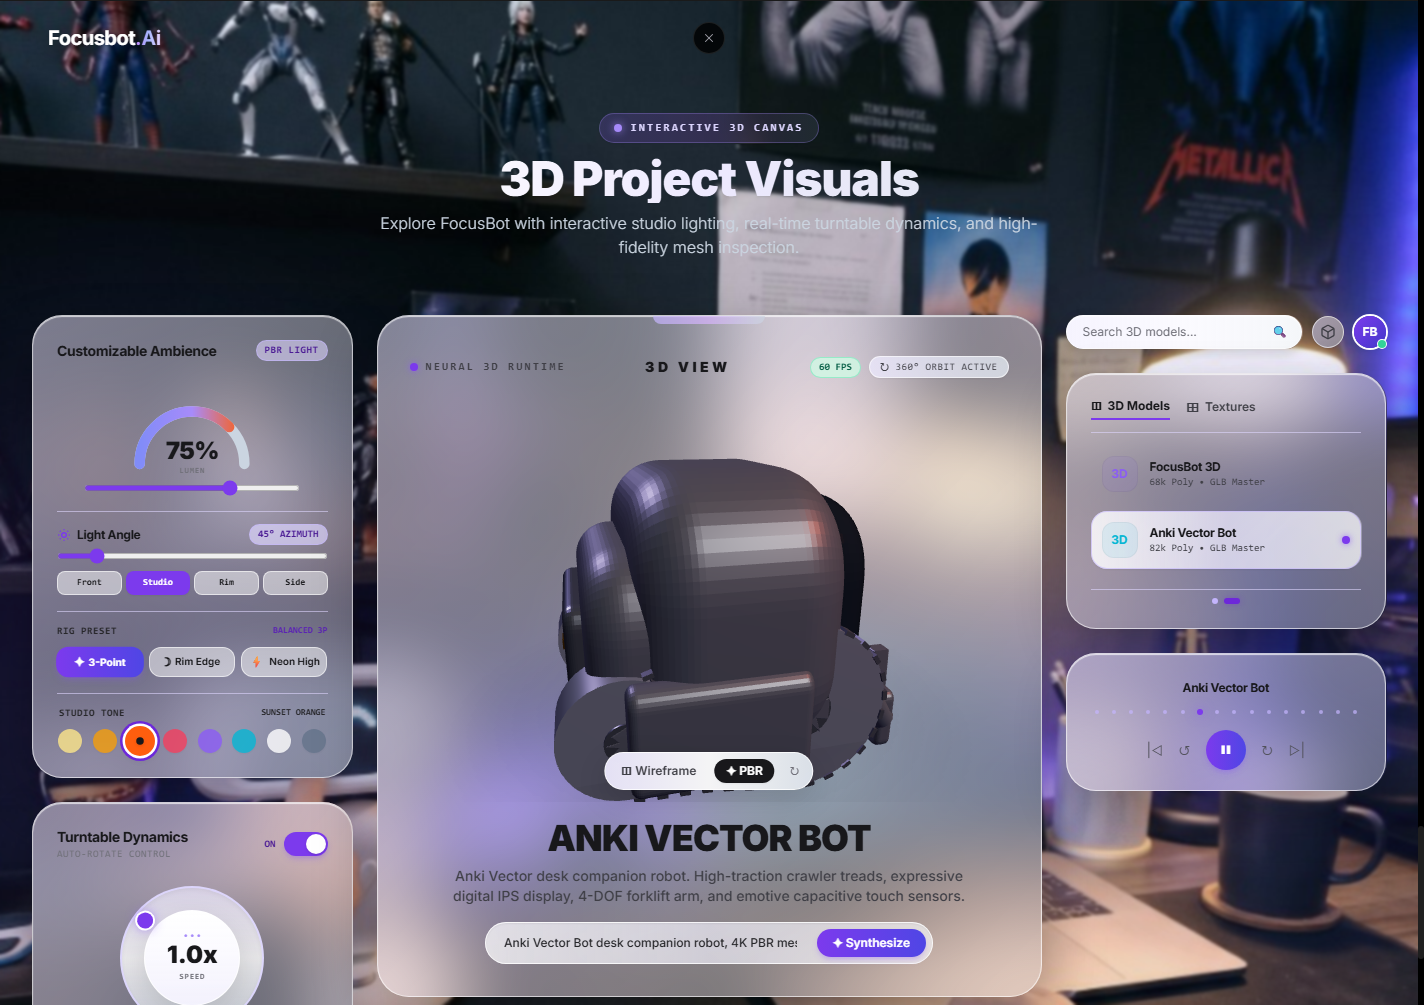 Focusbot.Ai
INTERACTIVE 3D CANVAS
3D Project Visuals
Explore FocusBot with interactive studio lighting, real-time turntable dynamics, and high-
fidelity mesh inspection.
METALLICA
Customizable Ambience
PBR LIGHT
75%
LUMEN
Light Angle
45° AZIMUTH
Front
Studio
Rim
Side
RIG PRESET
BALANCED 3P
3-Point
Rim Edge
Neon High
STUDIO TONE
SUNSET ORANGE
Turntable Dynamics
AUTO-ROTATE CONTROL
ON
1.0x
SPEED
NEURAL 3D RUNTIME
3D VIEW
60 FPS
360° ORBIT ACTIVE
Wireframe
PBR
ANKI VECTOR BOT
Anki Vector desk companion robot. High-traction crawler treads, expressive
digital IPS display, 4-DOF forklift arm, and emotive capacitive touch sensors.
Anki Vector Bot desk companion robot, 4K PBR mes
Synthesize
Search 3D models...
FB
3D Models
Textures
3D
FocusBot 3D
68k Poly • GLB Master
3D
Anki Vector Bot
82k Poly • GLB Master
Anki Vector Bot